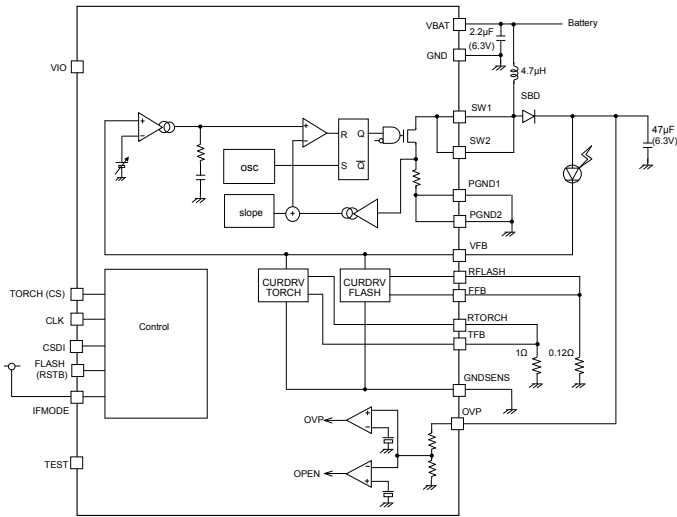 VBAT
Battery
2.2µF
(6.3V)
GND
VIO
4.7µH
SBD
SW1
47µF
(6.3V)
R
Q
SW2
osc
S
Q
PGND1
slope
PGND2
VFB
CURDRV
TORCH
CURDRV
FLASH
RFLASH
FFB
TORCH (CS)
CLK
Control
RTORCH
TFB
CSDI
1Ω
0.12Ω
FLASH
(RSTB)
GNDSENS
IFMODE
OVP
OVP
TEST
OPEN